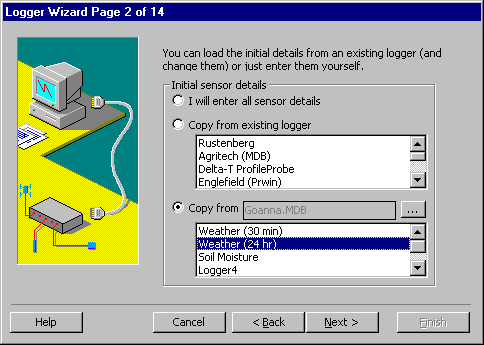 Logger Wizard Page 2 of 14
You can load the initial details from an existing logger (and
change them) or just enter them yourself.
Initial sensor details
I will enter all sensor details
Copy from existing logger
Rustenberg
Agritech (MDB)
Delta-T ProfileProbe
Englefield (Prwin)
Copy from Goanna.MDB ...
Weather (30 min)
Weather (24 hr)
Soil Moisture
Logger4
Help Cancel < Back Next > Finish